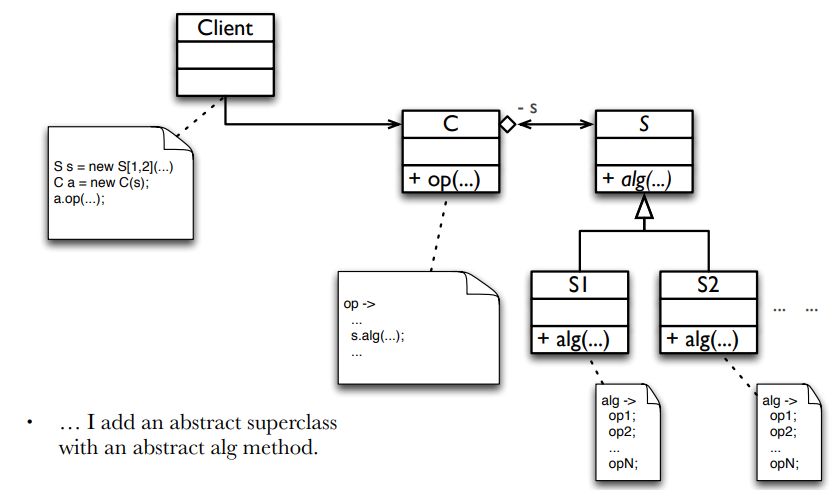 Client
S s = new S[1,2](...)
C a = new C(s);
a.op(...);
C
+ op(...)
- s
S
+ alg(...)
op ->
...
s.alg(...);
...
S1
+ alg(...)
S2
+ alg(...)
... ...
alg ->
op1;
op2;
...
opN;
alg ->
op1;
op2;
...
opN;
• … I add an abstract superclass
with an abstract alg method.